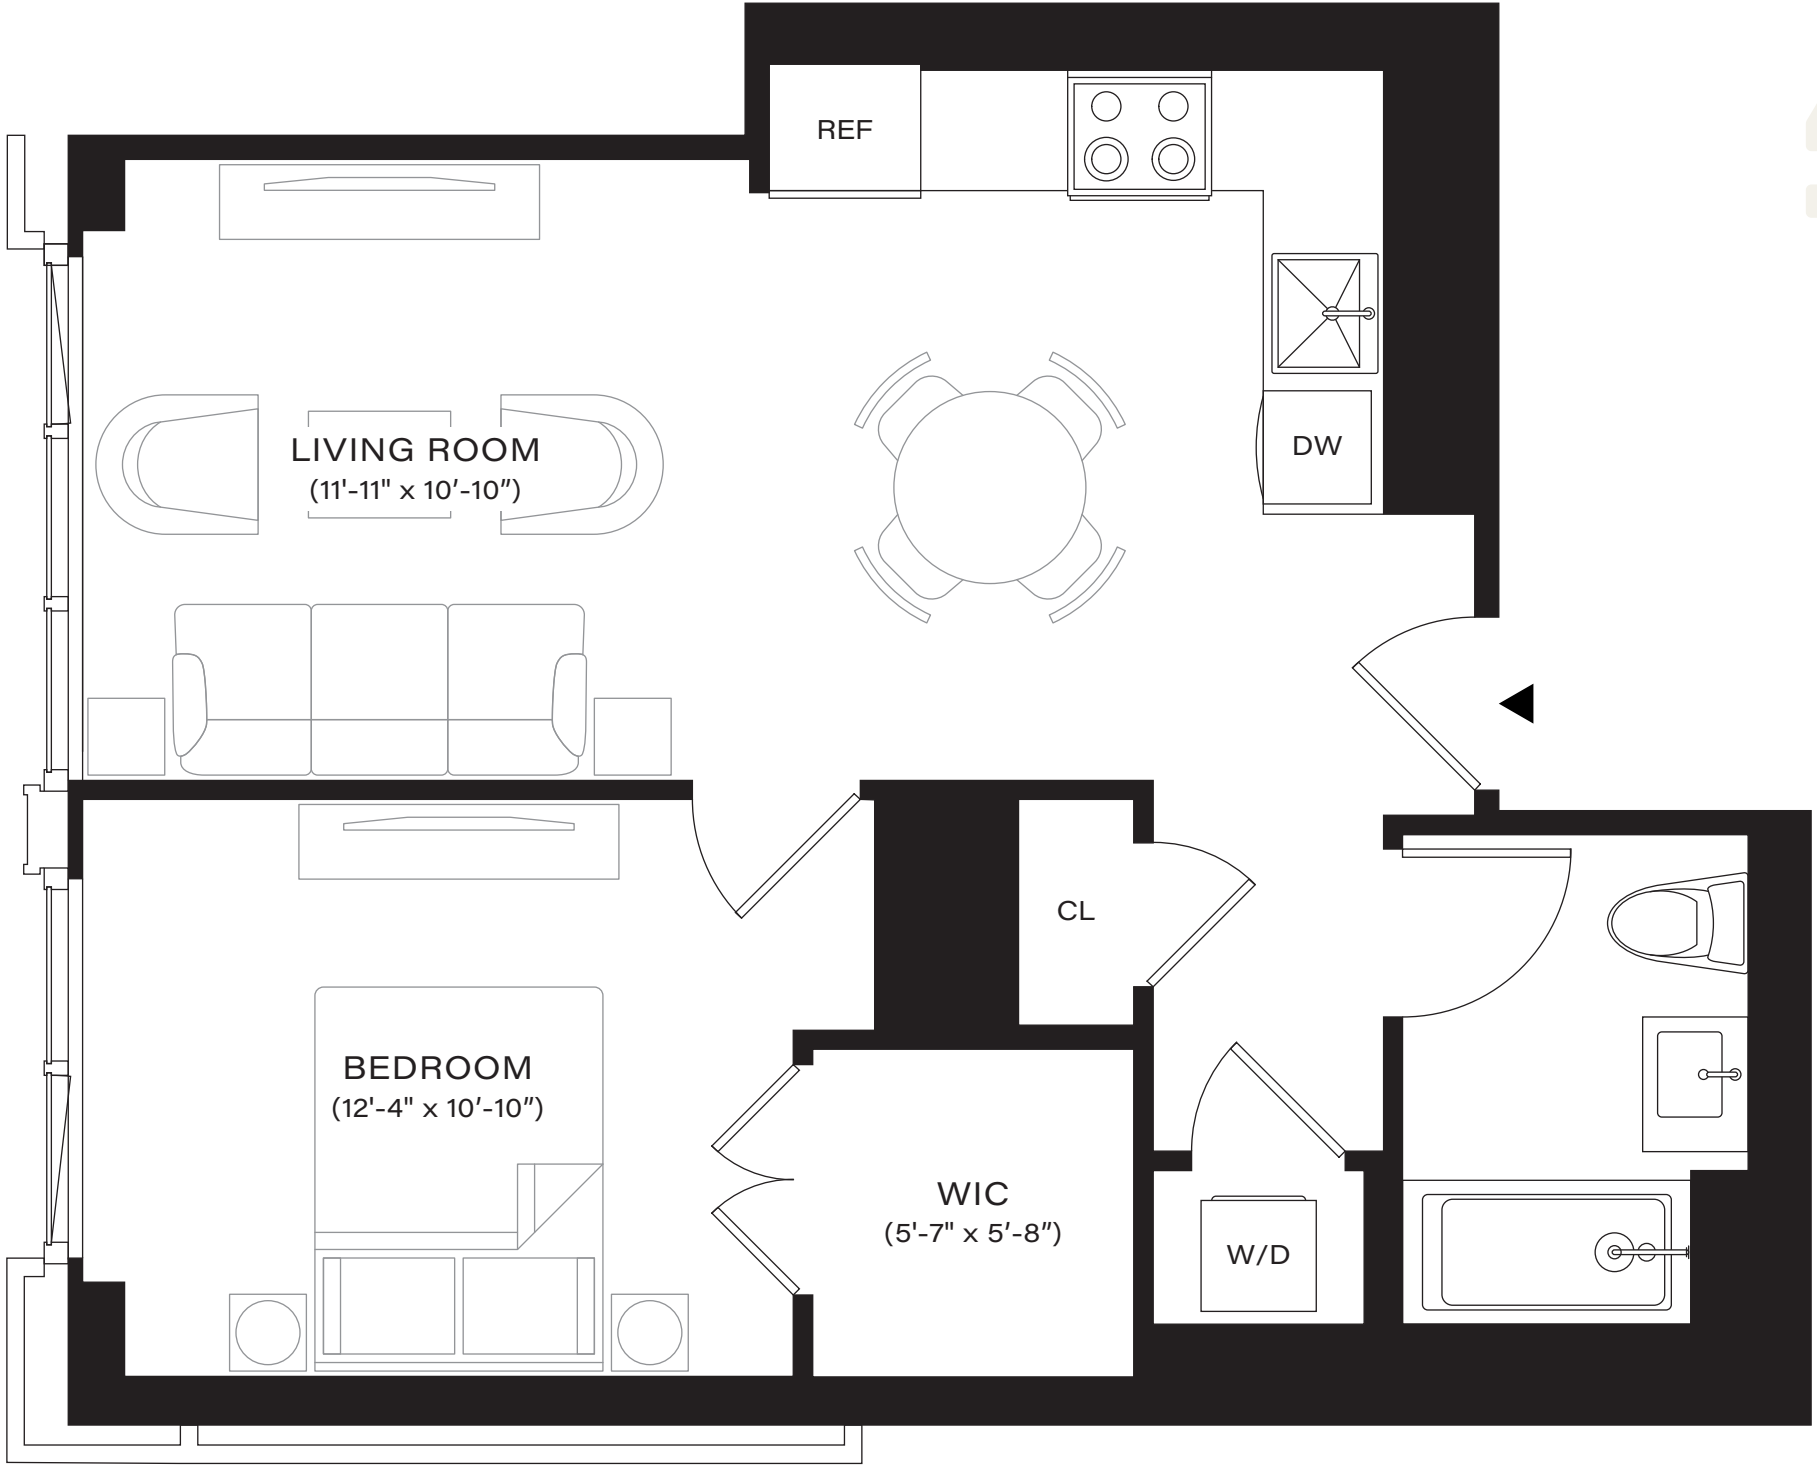 REF
DW
LIVING ROOM
(11'-11" x 10’-10”)
CL
BEDROOM
(12'-4" x 10’-10”)
WIC
(5'-7" x 5’-8”)
W/D